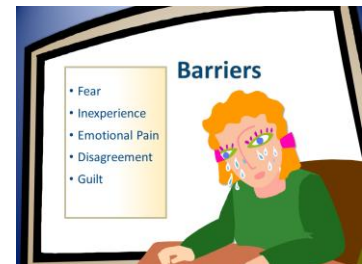 Barriers
• Fear
• Inexperience
• Emotional Pain
• Disagreement
• Guilt